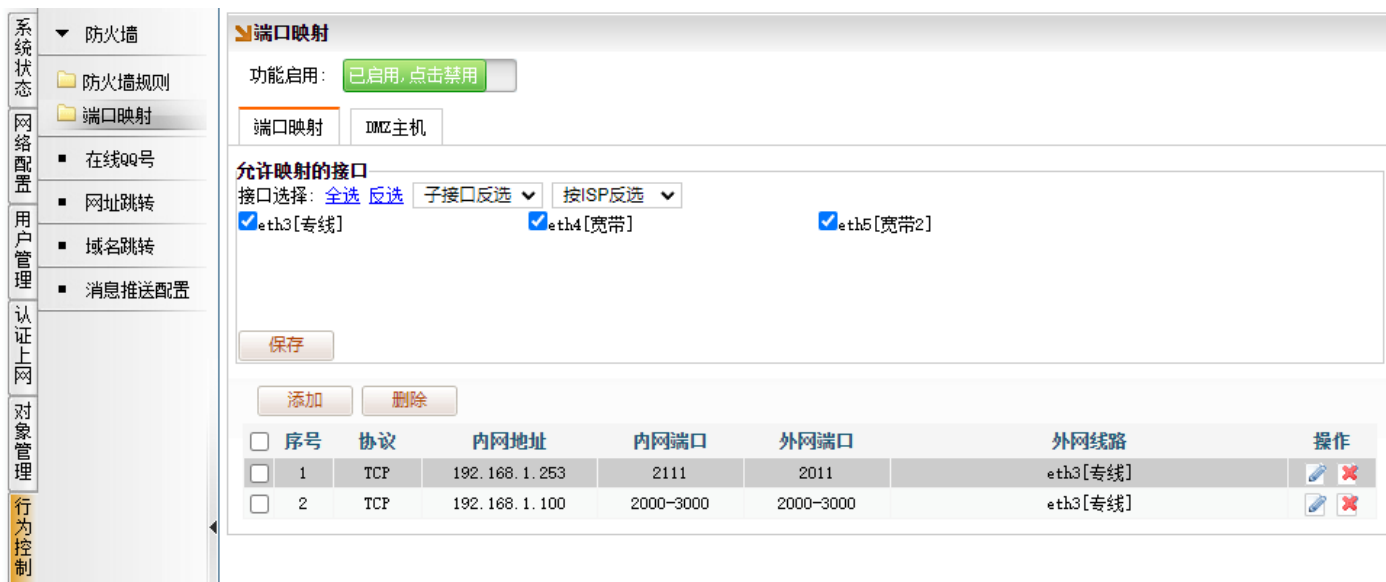 系统状态
网络配置
用户管理
认证上网
对象管理
行为控制
防火墙
防火墙规则
端口映射
在线QQ号
网址跳转
域名跳转
消息推送配置
端口映射
功能启用: 已启用,点击禁用
端口映射 DMZ主机
允许映射的接口
接口选择: 全选 反选 子接口反选 按ISP反选
eth3[专线] eth4[宽带] eth5[宽带2]
保存
添加 删除
序号 协议 内网地址 内网端口 外网端口 外网线路 操作
1 TCP 192.168.1.253 2111 2011 eth3[专线]
2 TCP 192.168.1.100 2000-3000 2000-3000 eth3[专线]